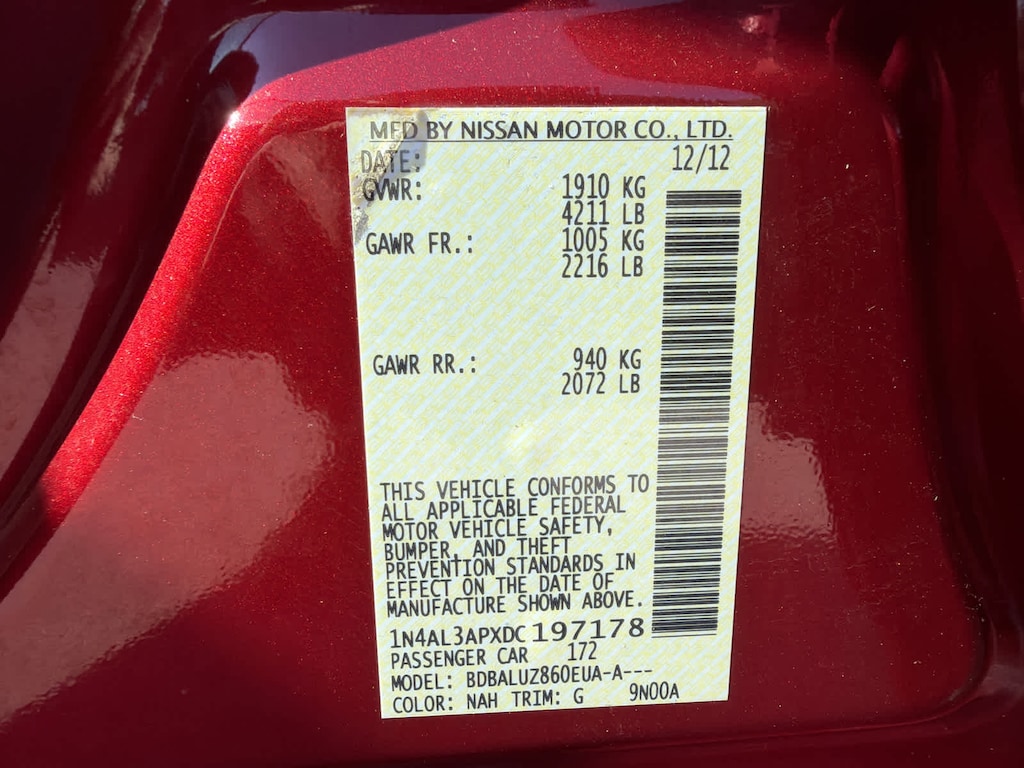 MFD BY NISSAN MOTOR CO., LTD.
DATE: 12/12
GVWR: 1910 KG
4211 LB
GAWR FR.: 1005 KG
2216 LB
GAWR RR.: 940 KG
2072 LB
THIS VEHICLE CONFORMS TO
ALL APPLICABLE FEDERAL
MOTOR VEHICLE SAFETY,
BUMPER, AND THEFT
PREVENTION STANDARDS IN
EFFECT ON THE DATE OF
MANUFACTURE SHOWN ABOVE.
1N4AL3APXDC197178
PASSENGER CAR 172
MODEL: BDBALUZ860EUA-A---
COLOR: NAH TRIM: G 9N00A